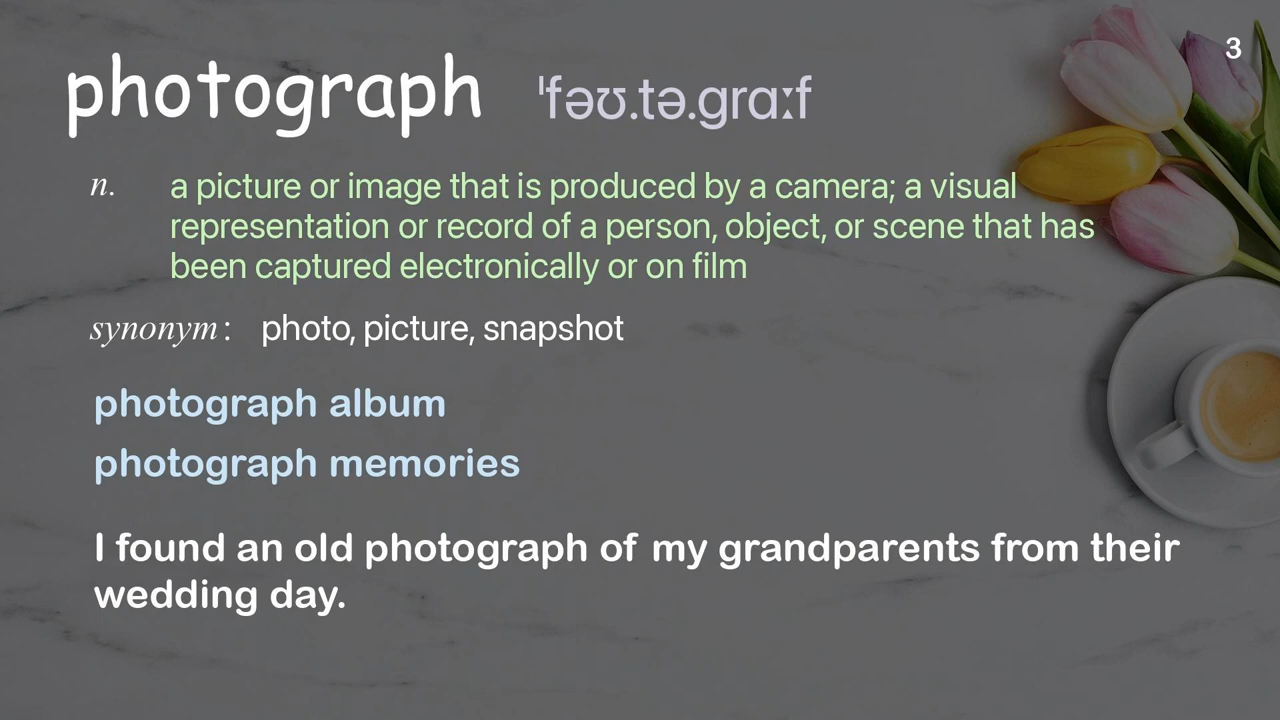 3
photograph ˈfəʊ.tə.ɡrɑːf
n. a picture or image that is produced by a camera; a visual
representation or record of a person, object, or scene that has
been captured electronically or on film
synonym: photo, picture, snapshot
photograph album
photograph memories
I found an old photograph of my grandparents from their
wedding day.